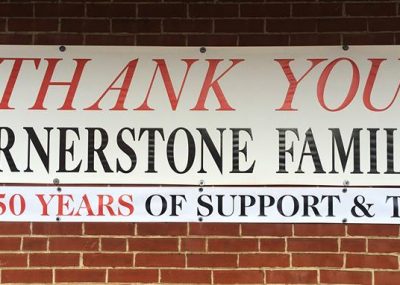 THANK YOU
RNERSTONE FAMIL
50 YEARS OF SUPPORT & T